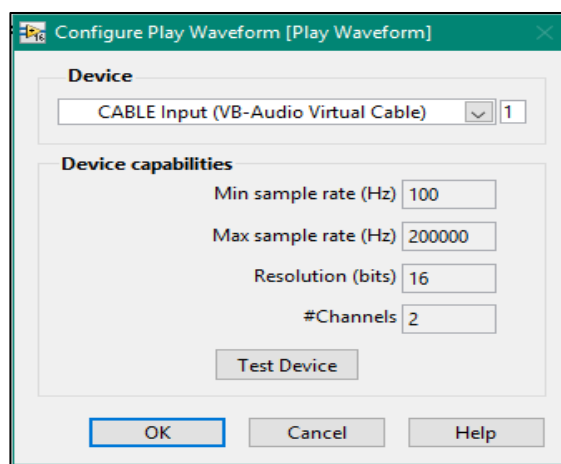 Configure Play Waveform [Play Waveform]
Device
CABLE Input (VB-Audio Virtual Cable) 1
Device capabilities
Min sample rate (Hz) 100
Max sample rate (Hz) 200000
Resolution (bits) 16
#Channels 2
Test Device
OK Cancel Help